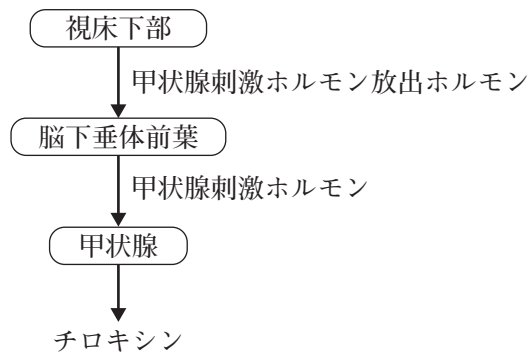 視床下部
甲状腺刺激ホルモン放出ホルモン
脳下垂体前葉
甲状腺刺激ホルモン
甲状腺
チロキシン